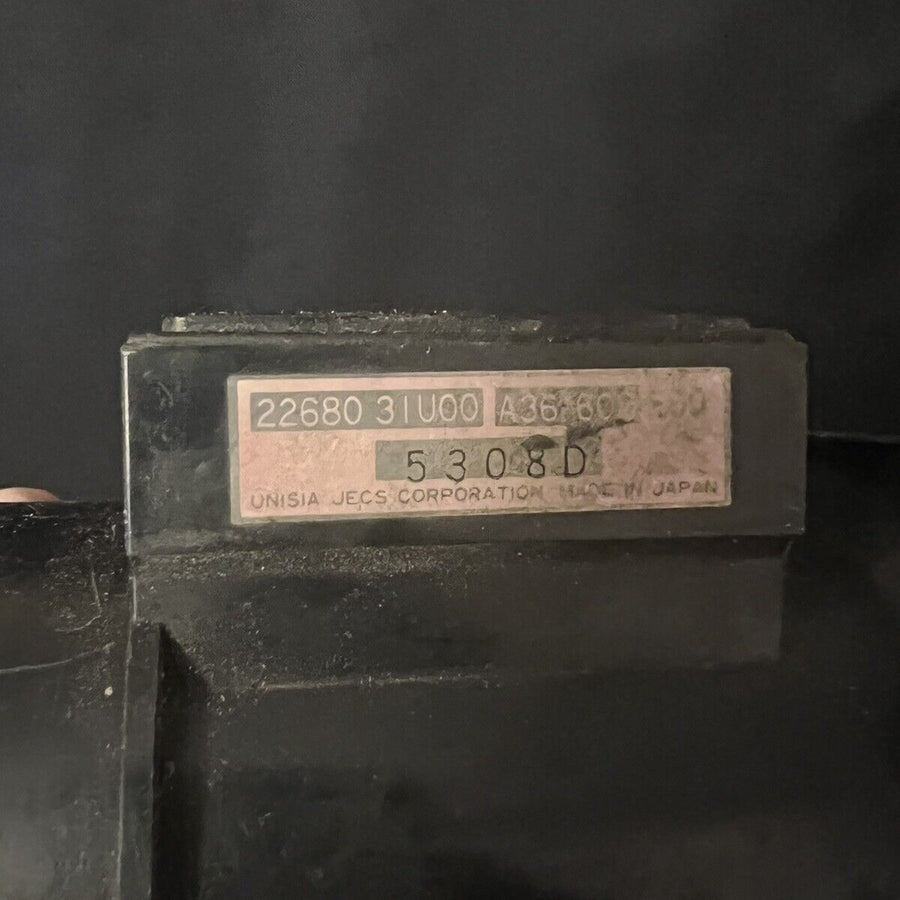 22680 31U00
5308D
UNISIA JECS CORPORATION MADE IN JAPAN